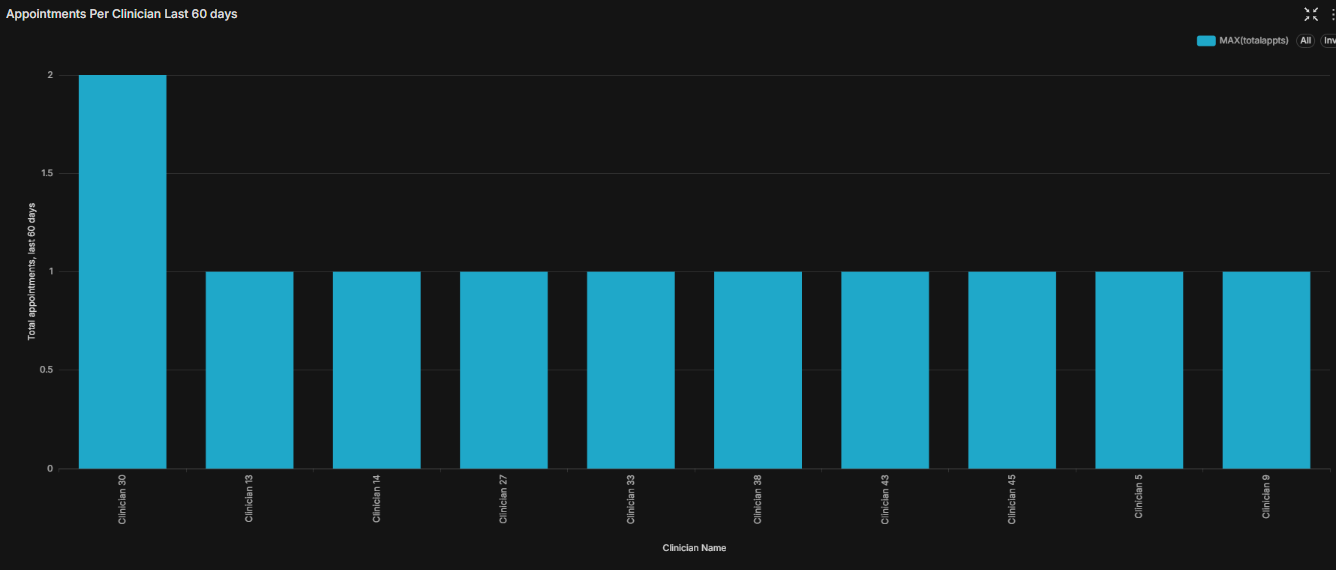 Appointments Per Clinician Last 60 days
MAX(totalappts) All Inv
2
1.5
1
0.5
0
Total appointments, last 60 days
Clinician 30
Clinician 13
Clinician 14
Clinician 27
Clinician 33
Clinician 38
Clinician 43
Clinician 45
Clinician 5
Clinician 9
Clinician Name